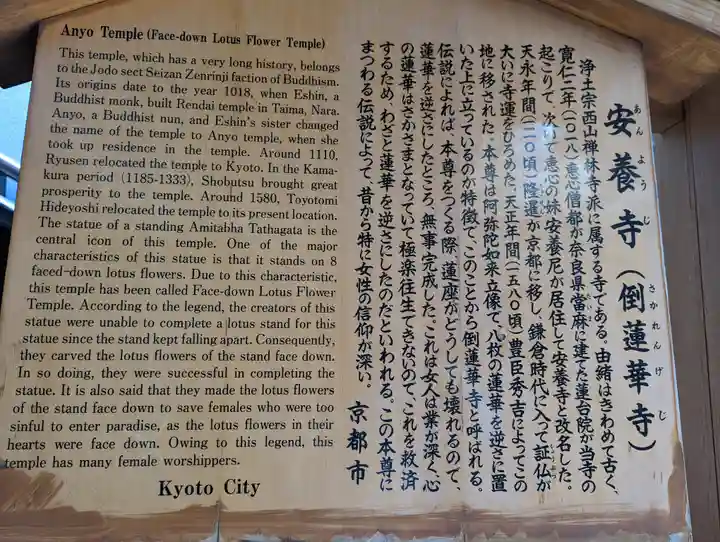 Anyo Temple (Face-down Lotus Flower Temple)
This temple, which has a very long history, belongs
to the Jodo sect Seizan Zenrinji faction of Buddhism.
Its origins date to the year 1018, when Eshin, a
Buddhist monk, built Rendai temple in Taima, Nara.
Anyo, a Buddhist nun, and Eshin's sister changed
the name of the temple to Anyo temple, when she
took up residence in the temple. Around 1110,
Ryusen relocated the temple to Kyoto. In the Kama-
kura period (1185-1333), Shobutsu brought great
prosperity to the temple. Around 1580, Toyotomi
Hideyoshi relocated the temple to its present location.
The statue of a standing Amitabha Tathagata is the
central icon of this temple. One of the major
characteristics of this statue is that it stands on 8
faced-down lotus flowers. Due to this characteristic,
this temple has been called Face-down Lotus Flower
Temple. According to the legend, the creators of this
statue were unable to complete a lotus stand for this
statue since the stand kept falling apart. Consequently,
they carved the lotus flowers of the stand face down.
In so doing, they were successful in completing the
statue. It is also said that they made the lotus flowers
of the stand face down to save females who were too
sinful to enter paradise, as the lotus flowers in their
hearts were face down. Owing to this legend, this
temple has many female worshippers.
Kyoto City
安養寺(倒蓮華寺)
あんようじ
さかれんげじ
浄土宗西山禅林寺派に属する寺である。由緒はきわめて古く、
寛仁二年(一〇一八)恵心僧都が奈良県當麻に建てた蓮台院が当寺の
たいま
起こりで、次いで恵心の妹安養尼が居住して安養寺と改名した。
天永年間(一一一〇頃)隆暹が京都に移し、鎌倉時代に入って証仏が
大いに寺運をひろめた。天正年間(一五八〇頃)豊臣秀吉によってこの
地に移された。本尊は阿弥陀如来立像で、八枚の蓮華を逆さに置
いた上に立っているのが特徴で、このことから倒蓮華寺と呼ばれる。
伝説によれば、本尊をつくる際、蓮座がどうしても壊れるので、
蓮華を逆さにしたところ、無事完成した。これは女人は業が深く、心
の蓮華はさかさまとなっていて極楽往生できないので、これを救済
するため、わざと蓮華を逆さにしたのだといわれる。この本尊に
まつわる伝説によって、昔から特に女性の信仰が深い。
京都市